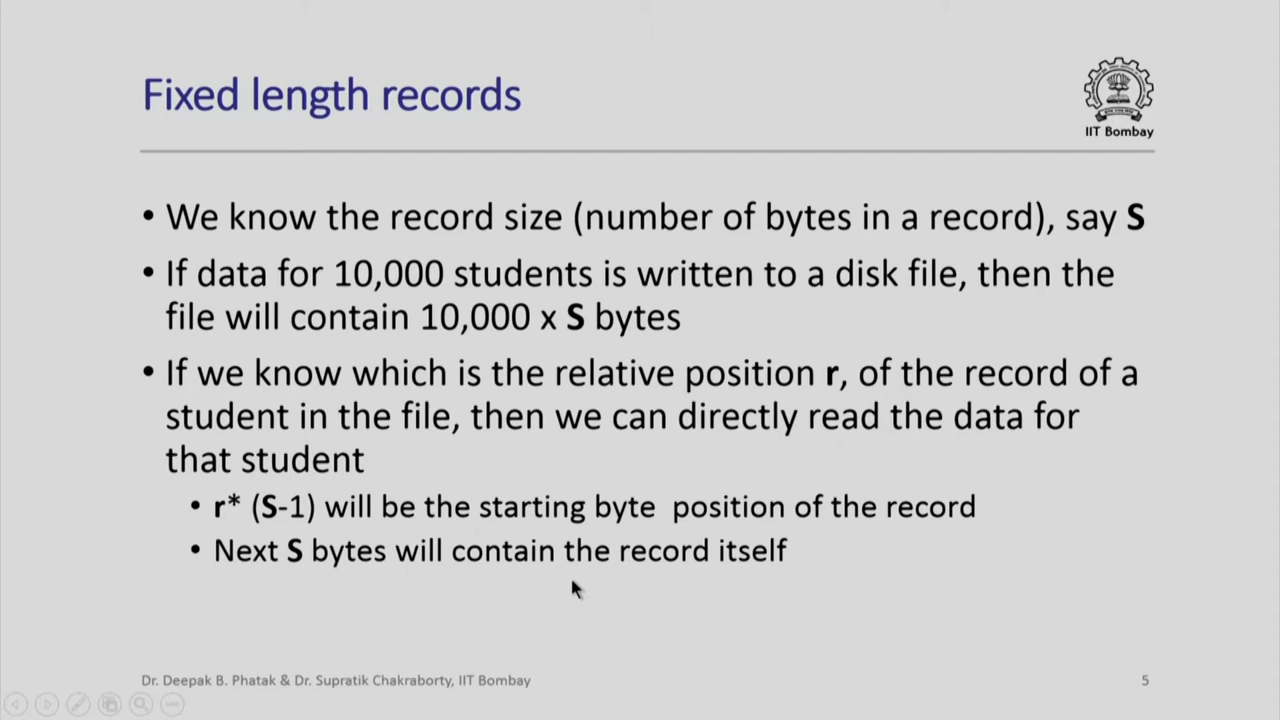 Fixed length records
IIT Bombay
• We know the record size (number of bytes in a record), say S
• If data for 10,000 students is written to a disk file, then the
file will contain 10,000 x S bytes
• If we know which is the relative position r, of the record of a
student in the file, then we can directly read the data for
that student
• r* (S-1) will be the starting byte position of the record
• Next S bytes will contain the record itself
Dr. Deepak B. Phatak & Dr. Supratik Chakraborty, IIT Bombay
5